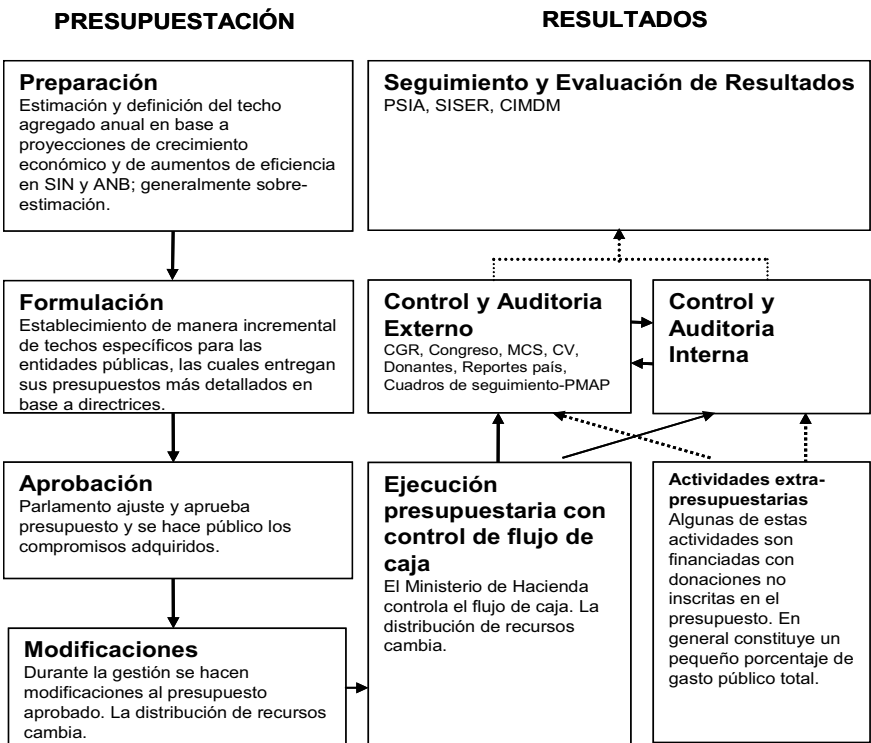 PRESUPUESTACIÓN
Preparación
Estimación y definición del techo
agregado anual en base a
proyecciones de crecimiento
económico y de aumentos de eficiencia
en SIN y ANB; generalmente sobre-
estimación.
Formulación
Establecimiento de manera incremental
de techos específicos para las
entidades públicas, las cuales entregan
sus presupuestos más detallados en
base a directrices.
Aprobación
Parlamento ajuste y aprueba
presupuesto y se hace público los
compromisos adquiridos.
Modificaciones
Durante la gestión se hacen
modificaciones al presupuesto
aprobado. La distribución de recursos
cambia.
RESULTADOS
Seguimiento y Evaluación de Resultados
PSIA, SISER, CIMDM
Control y Auditoria
Externo
CGR, Congreso, MCS, CV,
Donantes, Reportes país,
Cuadros de seguimiento-PMAP
Control y
Auditoria
Interna
Ejecución
presupuestaria con
control de flujo de
caja
El Ministerio de Hacienda
controla el flujo de caja. La
distribución de recursos
cambia.
Actividades extra-
presupuestarias
Algunas de estas
actividades son
financiadas con
donaciones no
inscritas en el
presupuesto. En
general constituye un
pequeño porcentaje de
gasto público total.